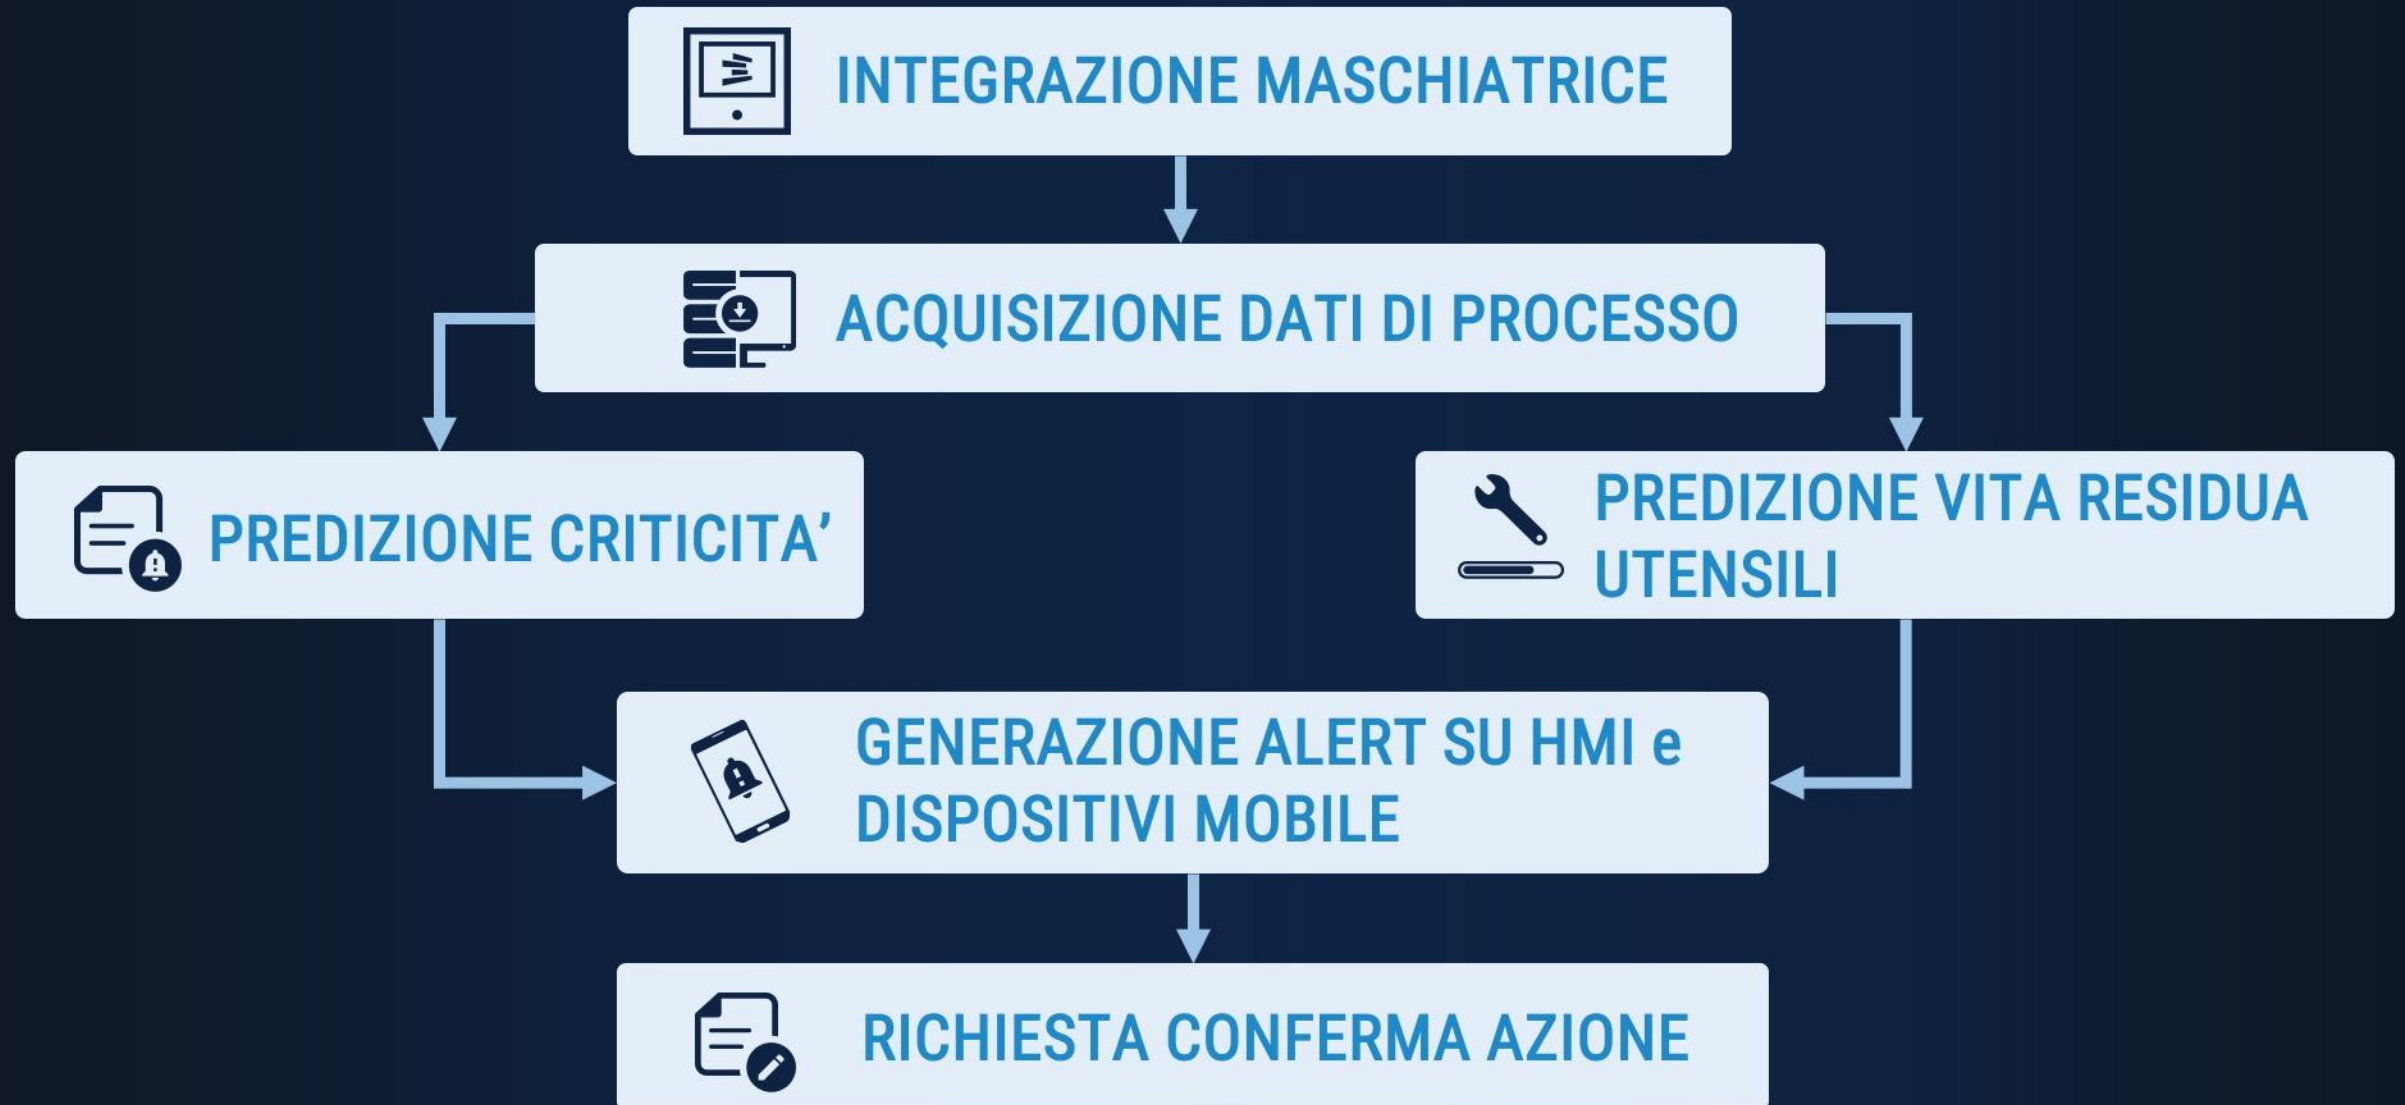 INTEGRAZIONE MASCHIATRICE
ACQUISIZIONE DATI DI PROCESSO
PREDIZIONE CRITICITA’
PREDIZIONE VITA RESIDUA
UTENSILI
GENERAZIONE ALERT SU HMI e
DISPOSITIVI MOBILE
RICHIESTA CONFERMA AZIONE